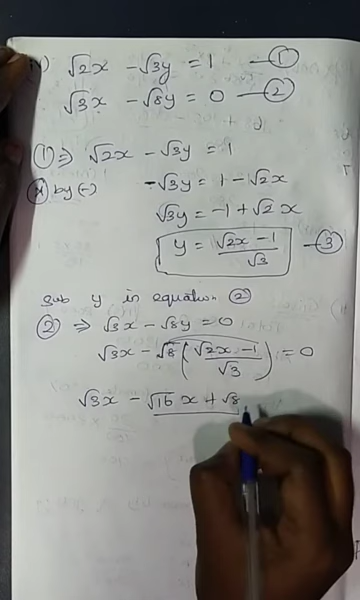 √2x - √3y = 1 — ①
√3x - √8y = 0 — ②
① ⇒ √2x - √3y = 1
by (-) -√3y = 1 - √2x
√3y = -1 + √2x
y = (√2x - 1)/√3 — ③
sub y in equation ②
② ⇒ √3x - √8y = 0
√3x - √8((√2x - 1)/√3) = 0
√3x - √16x + √8